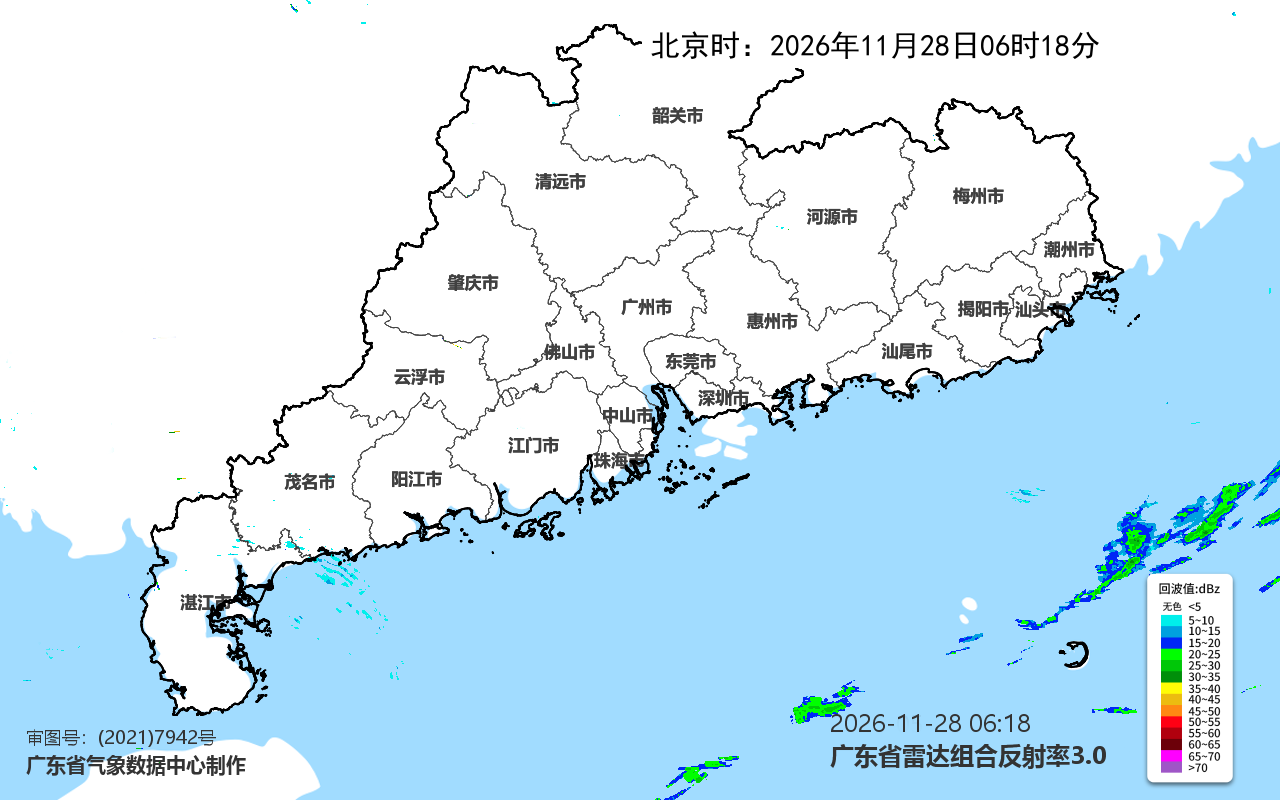 北京时：2026年11月28日06时18分
韶关市
清远市
梅州市
河源市
潮州市
肇庆市
广州市
揭阳市
汕头市
惠州市
佛山市
汕尾市
东莞市
云浮市
深圳市
中山市
江门市
珠海市
阳江市
茂名市
湛江市
回波值:dBz
无色 <5
5~10
10~15
15~20
20~25
25~30
30~35
35~40
40~45
45~50
50~55
55~60
60~65
65~70
>70
2026-11-28 06:18
广东省雷达组合反射率3.0
审图号：(2021)7942号
广东省气象数据中心制作